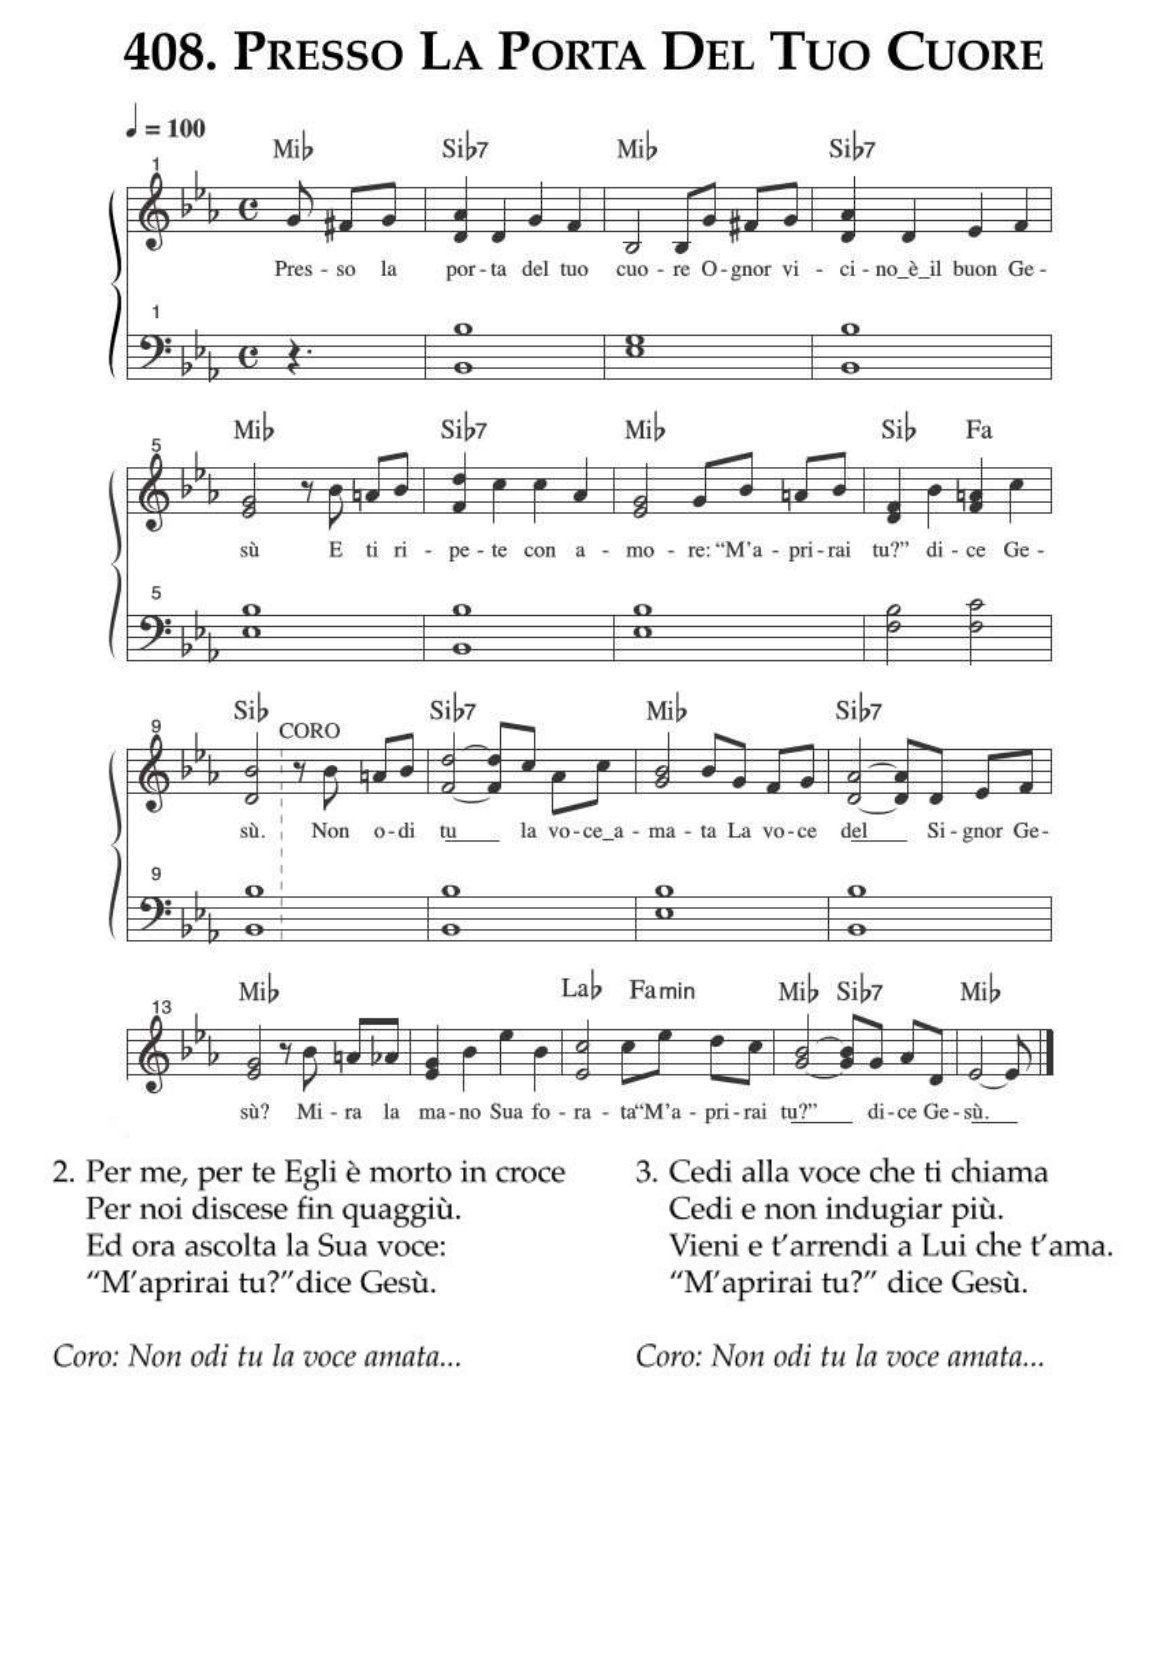 408. PRESSO LA PORTA DEL TUO CUORE
♩ = 100
Mi♭ Si♭7 Mi♭ Si♭7
1
Pres - so la por - ta del tuo cuo - re O - gnor vi - ci - no_è_il buon Ge -
1
Mi♭ Si♭7 Mi♭ Si♭ Fa
5
sù E ti ri - pe - te con a - mo - re: “M’a - pri - rai tu?” di - ce Ge -
5
Si♭ Si♭7 Mi♭ Si♭7
CORO
9
sù. Non o - di tu____ la vo - ce_a - ma - ta La vo - ce del____ Si - gnor Ge -
9
Mi♭ La♭ Famin Mi♭ Si♭7 Mi♭
13
sù? Mi - ra la ma - no Sua fo - ra - ta“M’a - pri - rai tu?”____ di - ce Ge - sù.___
2. Per me, per te Egli è morto in croce
Per noi discese fin quaggiù.
Ed ora ascolta la Sua voce:
“M’aprirai tu?”dice Gesù.
Coro: Non odi tu la voce amata...
3. Cedi alla voce che ti chiama
Cedi e non indugiar più.
Vieni e t’arrendi a Lui che t’ama.
“M’aprirai tu?” dice Gesù.
Coro: Non odi tu la voce amata...